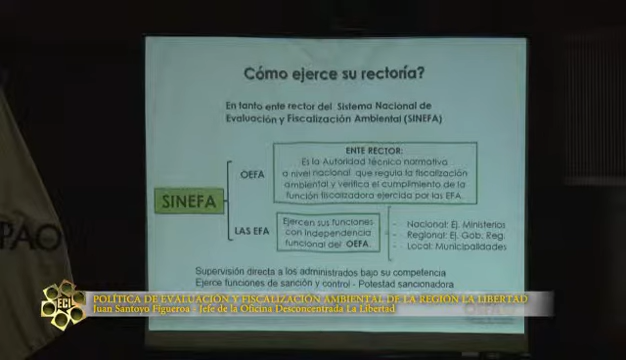 Cómo ejerce su rectoría?
En tanto ente rector del Sistema Nacional de
Evaluación y Fiscalización Ambiental (SINEFA)
ENTE RECTOR:
Es la Autoridad técnica normativa
a nivel nacional que regula la fiscalización
ambiental y verifica el cumplimiento de la
función fiscalizadora ejercida por las EFA.
OEFA
SINEFA
LAS EFA
Ejercen sus funciones
con independencia
funcional del OEFA.
- Nacional: Ej. Ministerios
- Regional: Ej. Gob. Reg.
- Local: Municipalidades
PAO
Supervisión directa a los administrados bajo su competencia
Ejerce funciones de sanción y control - Potestad sancionadora
ECI
POLÍTICA DE EVALUACIÓN Y FISCALIZACIÓN AMBIENTAL DE LA REGIÓN LA LIBERTAD
Juan Santoyo Figueroa - Jefe de la Oficina Desconcentrada La Libertad